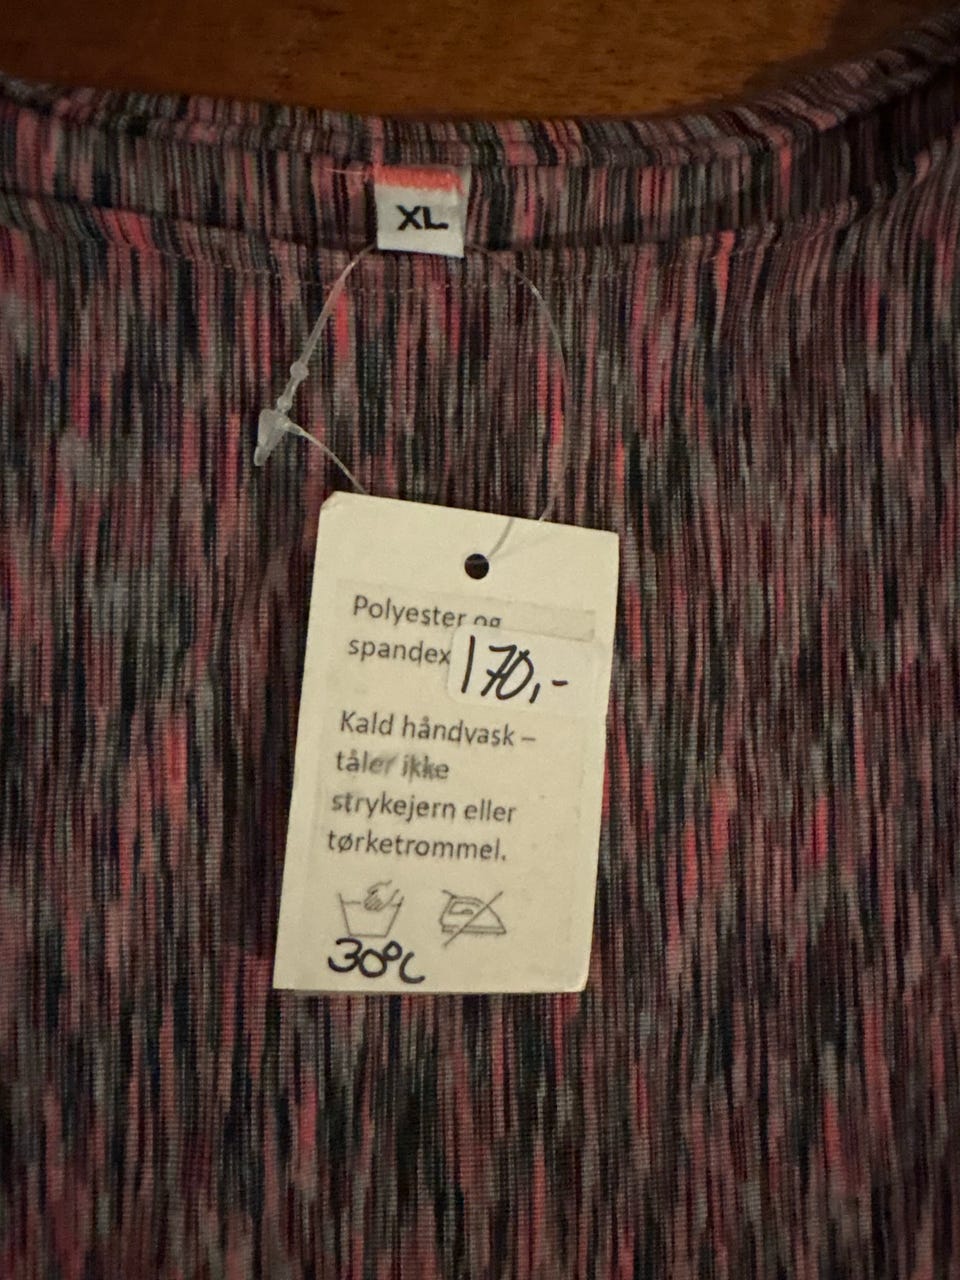 XL
Polyester og
spandex
170,-
Kald håndvask –
tåler ikke
strykejern eller
tørketrommel.
30°C